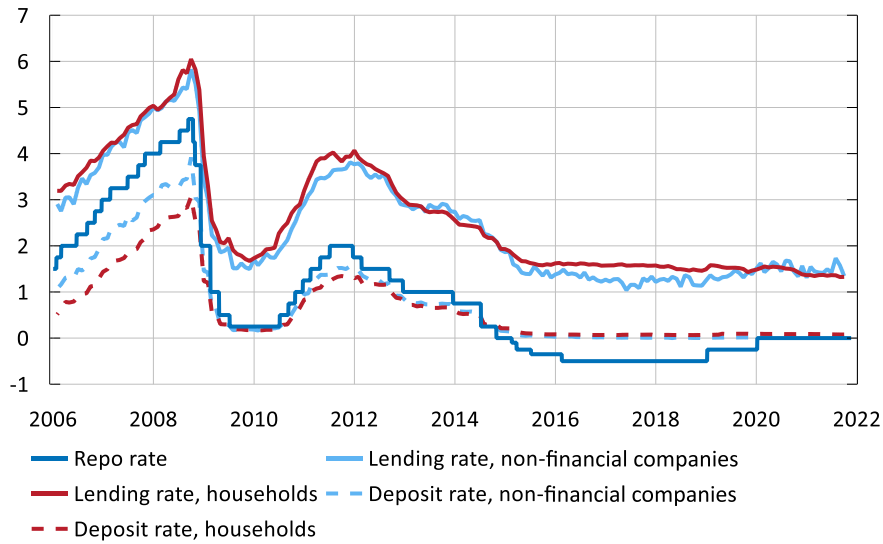 7
6
5
4
3
2
1
0
-1
2006 2008 2010 2012 2014 2016 2018 2020 2022
Repo rate Lending rate, non-financial companies
Lending rate, households Deposit rate, non-financial companies
Deposit rate, households